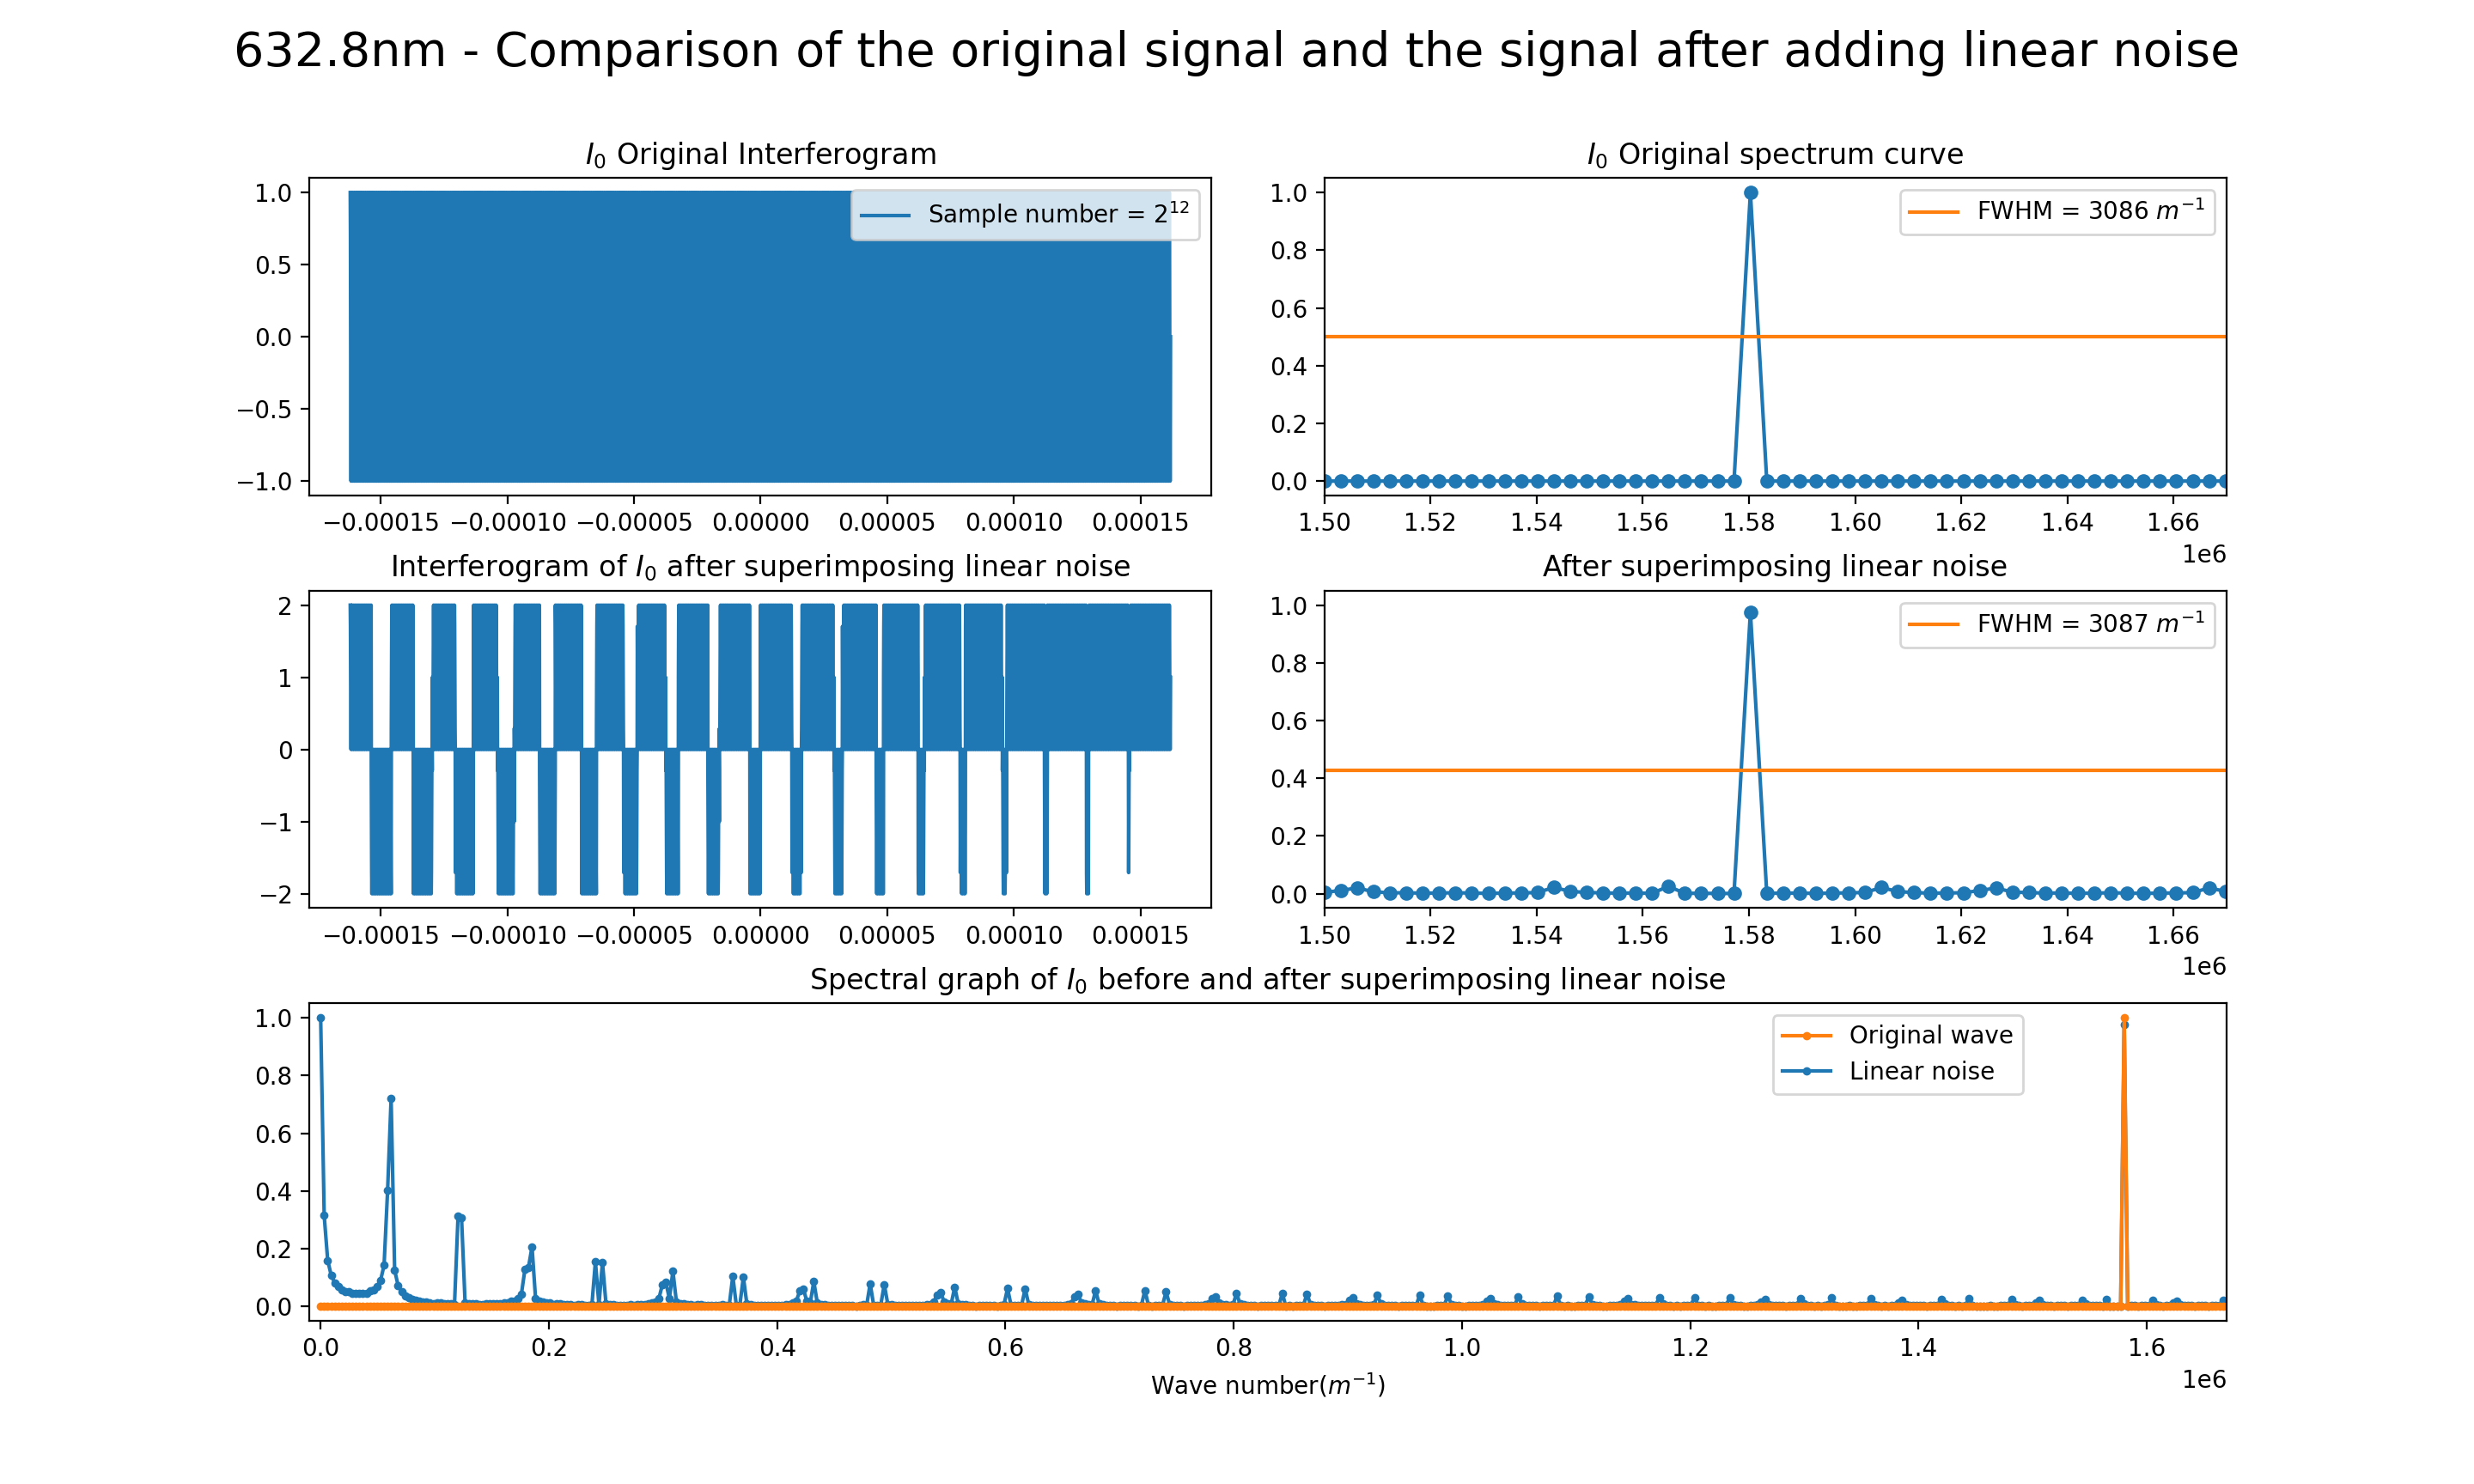 632.8nm - Comparison of the original signal and the signal after adding linear noise
I₀ Original Interferogram
1.0
0.5
0.0
−0.5
−1.0
Sample number = 2¹²
−0.00015 −0.00010 −0.00005 0.00000 0.00005 0.00010 0.00015
I₀ Original spectrum curve
1.0
0.8
0.6
0.4
0.2
0.0
FWHM = 3086 m⁻¹
1.50 1.52 1.54 1.56 1.58 1.60 1.62 1.64 1.66
1e6
Interferogram of I₀ after superimposing linear noise
2
1
0
−1
−2
−0.00015 −0.00010 −0.00005 0.00000 0.00005 0.00010 0.00015
After superimposing linear noise
1.0
0.8
0.6
0.4
0.2
0.0
FWHM = 3087 m⁻¹
1.50 1.52 1.54 1.56 1.58 1.60 1.62 1.64 1.66
1e6
Spectral graph of I₀ before and after superimposing linear noise
1.0
0.8
0.6
0.4
0.2
0.0
Original wave
Linear noise
0.0 0.2 0.4 0.6 0.8 1.0 1.2 1.4 1.6
Wave number(m⁻¹)
1e6